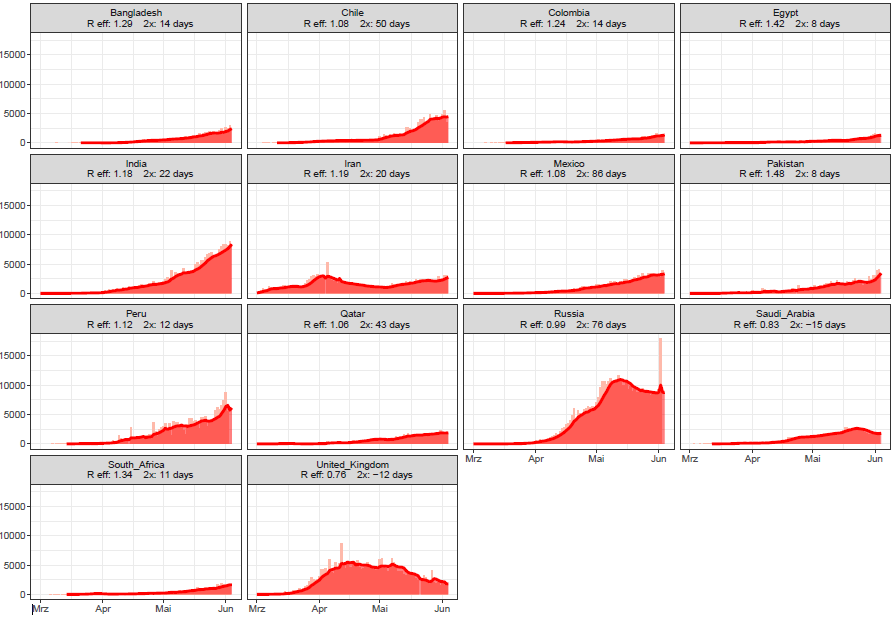 Bangladesh
R eff: 1.29 2x: 14 days
Chile
R eff: 1.08 2x: 50 days
Colombia
R eff: 1.24 2x: 14 days
Egypt
R eff: 1.42 2x: 8 days
15000
10000
5000
0
India
R eff: 1.18 2x: 22 days
Iran
R eff: 1.19 2x: 20 days
Mexico
R eff: 1.08 2x: 86 days
Pakistan
R eff: 1.48 2x: 8 days
15000
10000
5000
0
Peru
R eff: 1.12 2x: 12 days
Qatar
R eff: 1.06 2x: 43 days
Russia
R eff: 0.99 2x: 76 days
Saudi_Arabia
R eff: 0.83 2x: −15 days
15000
10000
5000
0
Mrz Apr Mai Jun
Mrz Apr Mai Jun
South_Africa
R eff: 1.34 2x: 11 days
United_Kingdom
R eff: 0.76 2x: −12 days
15000
10000
5000
0
Mrz Apr Mai Jun
Mrz Apr Mai Jun